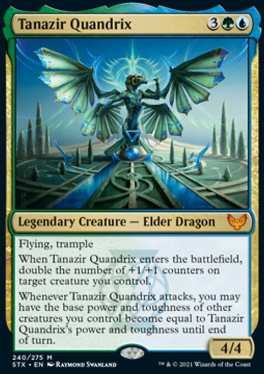 Tanazir Quandrix 3
Legendary Creature — Elder Dragon
Flying, trample
When Tanazir Quandrix enters the battlefield,
double the number of +1/+1 counters on
target creature you control.
Whenever Tanazir Quandrix attacks, you may
have the base power and toughness of other
creatures you control become equal to Tanazir
Quandrix's power and toughness until end
of turn.
4/4
240/275 M
STX • EN RAYMOND SWANLAND
™ & © 2021 Wizards of the Coast